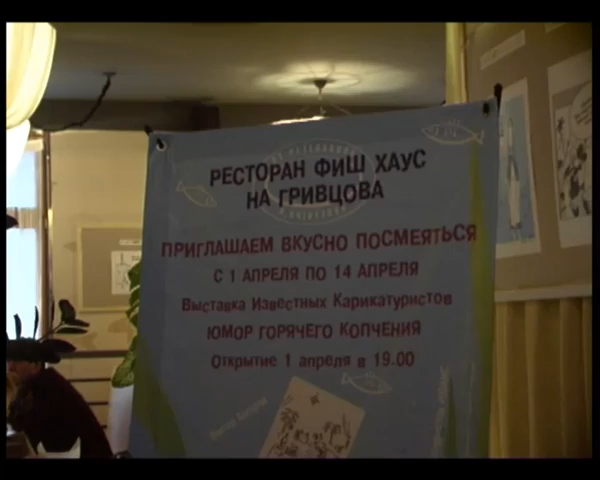 РЕСТОРАН ФИШ ХАУС
НА ГРИВЦОВА
ПРИГЛАШАЕМ ВКУСНО ПОСМЕЯТЬСЯ
С 1 АПРЕЛЯ ПО 14 АПРЕЛЯ
Выставка Известных Карикатуристов
ЮМОР ГОРЯЧЕГО КОПЧЕНИЯ
Открытие 1 апреля в 19.00